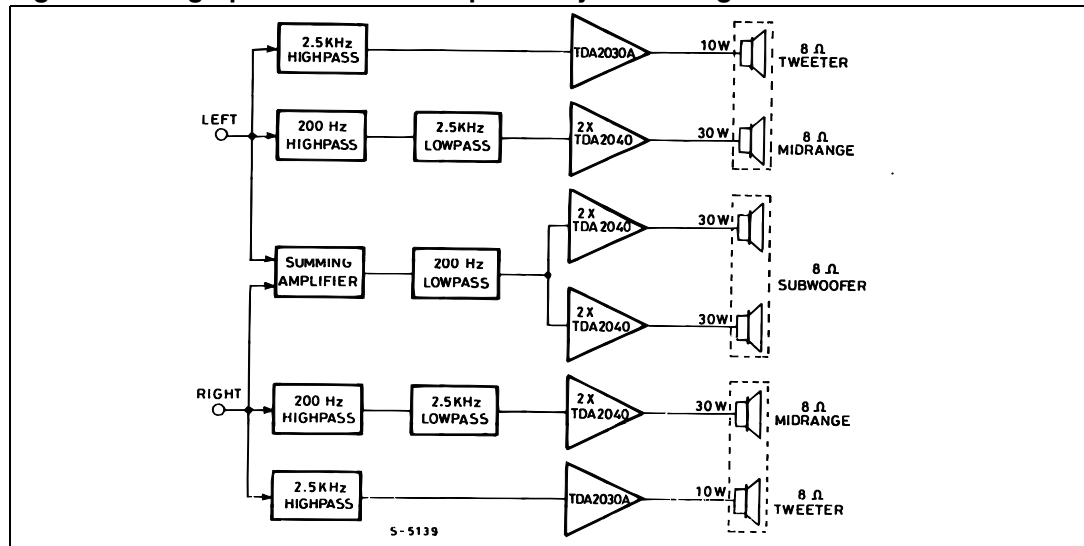 2.5KHz
HIGHPASS
TDA2030A
10W
8 Ω
TWEETER
LEFT
200 Hz
HIGHPASS
2.5KHz
LOWPASS
2X
TDA2040
30W
8 Ω
MIDRANGE
2X
TDA2040
30W
SUMMING
AMPLIFIER
200 Hz
LOWPASS
8 Ω
SUBWOOFER
2X
TDA2040
30W
RIGHT
200 Hz
HIGHPASS
2.5KHz
LOWPASS
2X
TDA2040
30W
8 Ω
MIDRANGE
2.5KHz
HIGHPASS
TDA2030A
10W
8 Ω
TWEETER
S-5139